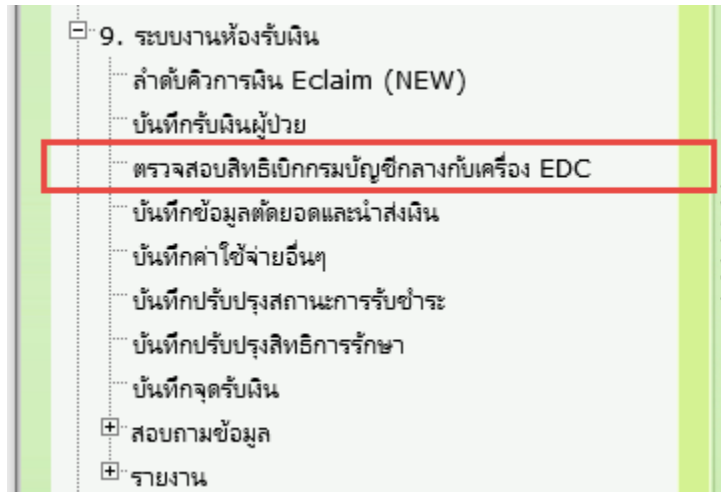 9. ระบบงานห้องรับเงิน
ลำดับคิวการเงิน Eclaim (NEW)
บันทึกรับเงินผู้ป่วย
ตรวจสอบสิทธิเบิกกรมบัญชีกลางกับเครื่อง EDC
บันทึกข้อมูลตัดยอดและนำส่งเงิน
บันทึกค่าใช้จ่ายอื่นๆ
บันทึกปรับปรุงสถานะการรับชำระ
บันทึกปรับปรุงสิทธิการรักษา
บันทึกจุดรับเงิน
สอบถามข้อมูล
รายงาน